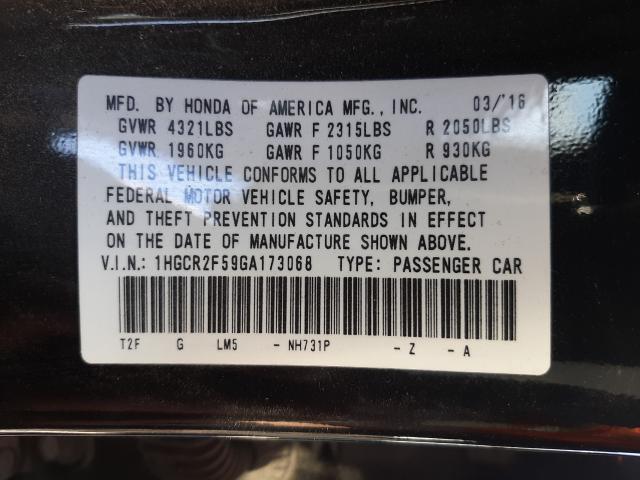 MFD. BY HONDA OF AMERICA MFG., INC. 03/'16
GVWR 4321LBS GAWR F 2315LBS R 2050LBS
GVWR 1960KG GAWR F 1050KG R 930KG
THIS VEHICLE CONFORMS TO ALL APPLICABLE
FEDERAL MOTOR VEHICLE SAFETY, BUMPER,
AND THEFT PREVENTION STANDARDS IN EFFECT
ON THE DATE OF MANUFACTURE SHOWN ABOVE.
V.I.N.: 1HGCR2F59GA173068 TYPE: PASSENGER CAR
T2F G LM5 - NH731P - Z - A